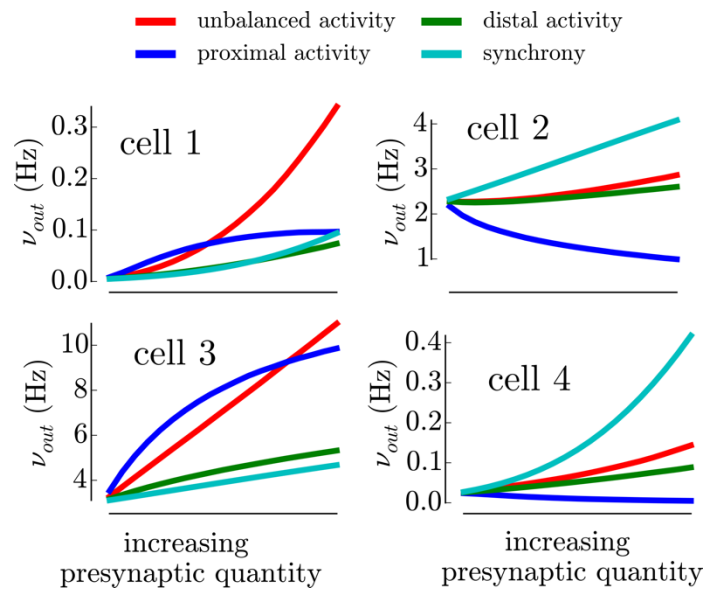 unbalanced activity
distal activity
proximal activity
synchrony
cell 1
ν_out (Hz)
0.3
0.2
0.1
0.0
cell 2
ν_out (Hz)
4
3
2
1
cell 3
ν_out (Hz)
10
8
6
4
cell 4
ν_out (Hz)
0.4
0.3
0.2
0.1
0.0
increasing
presynaptic quantity
increasing
presynaptic quantity